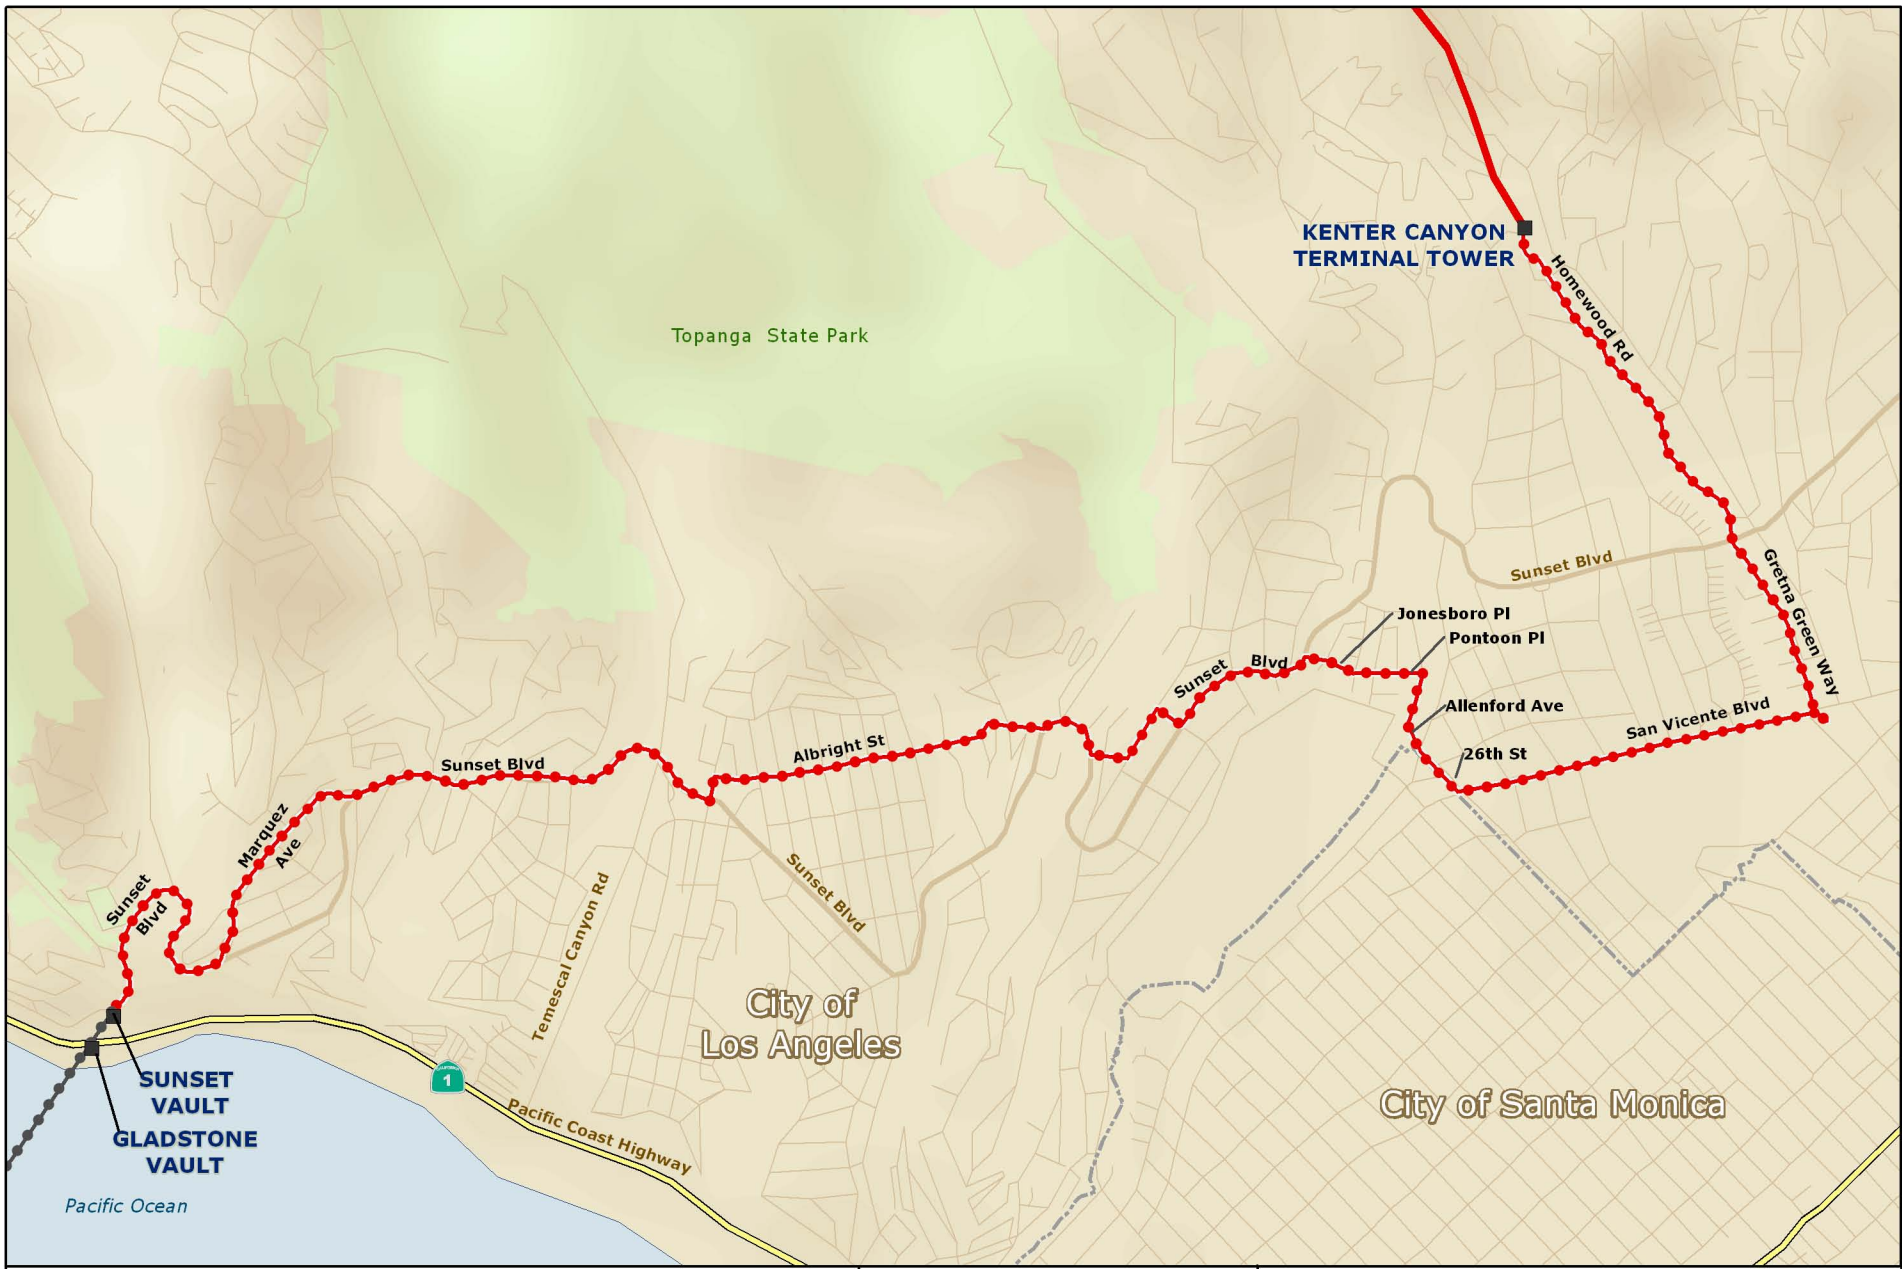 KENTER CANYON
TERMINAL TOWER
Homewood Rd
Topanga State Park
Sunset Blvd
Gretna Green Way
Jonesboro Pl
Pontoon Pl
Sunset Blvd
Allenford Ave
San Vicente Blvd
26th St
Albright St
Sunset Blvd
Marquez
Ave
Sunset
Blvd
Sunset Blvd
Temescal Canyon Rd
City of
Los Angeles
CALIFORNIA
1
SUNSET
VAULT
GLADSTONE
VAULT
Pacific Coast Highway
City of Santa Monica
Pacific Ocean